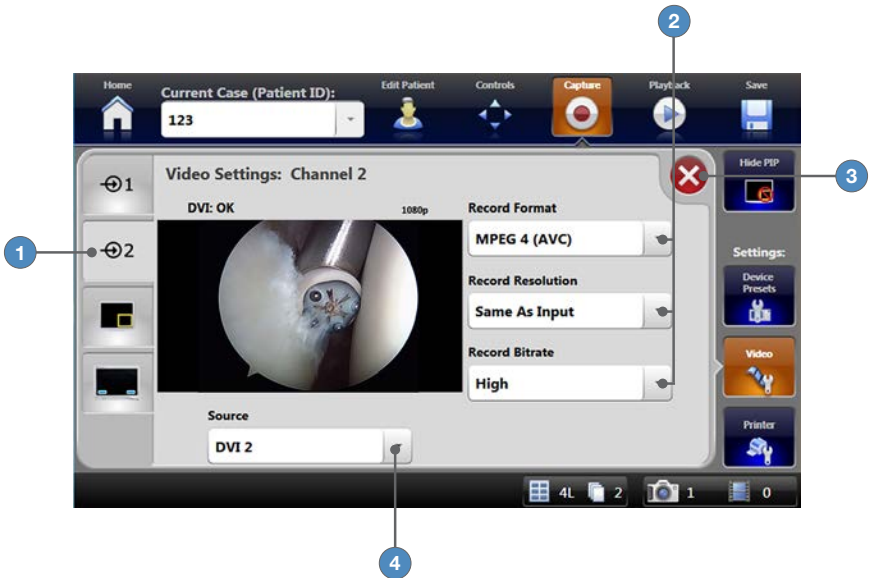 2
Home
Current Case (Patient ID):
Edit Patient
Controls
Capture
Playback
Save
123
1
Video Settings: Channel 2
Hide PIP
3
DVI: OK
1080p
Record Format
MPEG 4 (AVC)
1
2
Settings:
Record Resolution
Device
Presets
Same As Input
Record Bitrate
Video
High
Source
Printer
DVI 2
4L
2
1
0
4